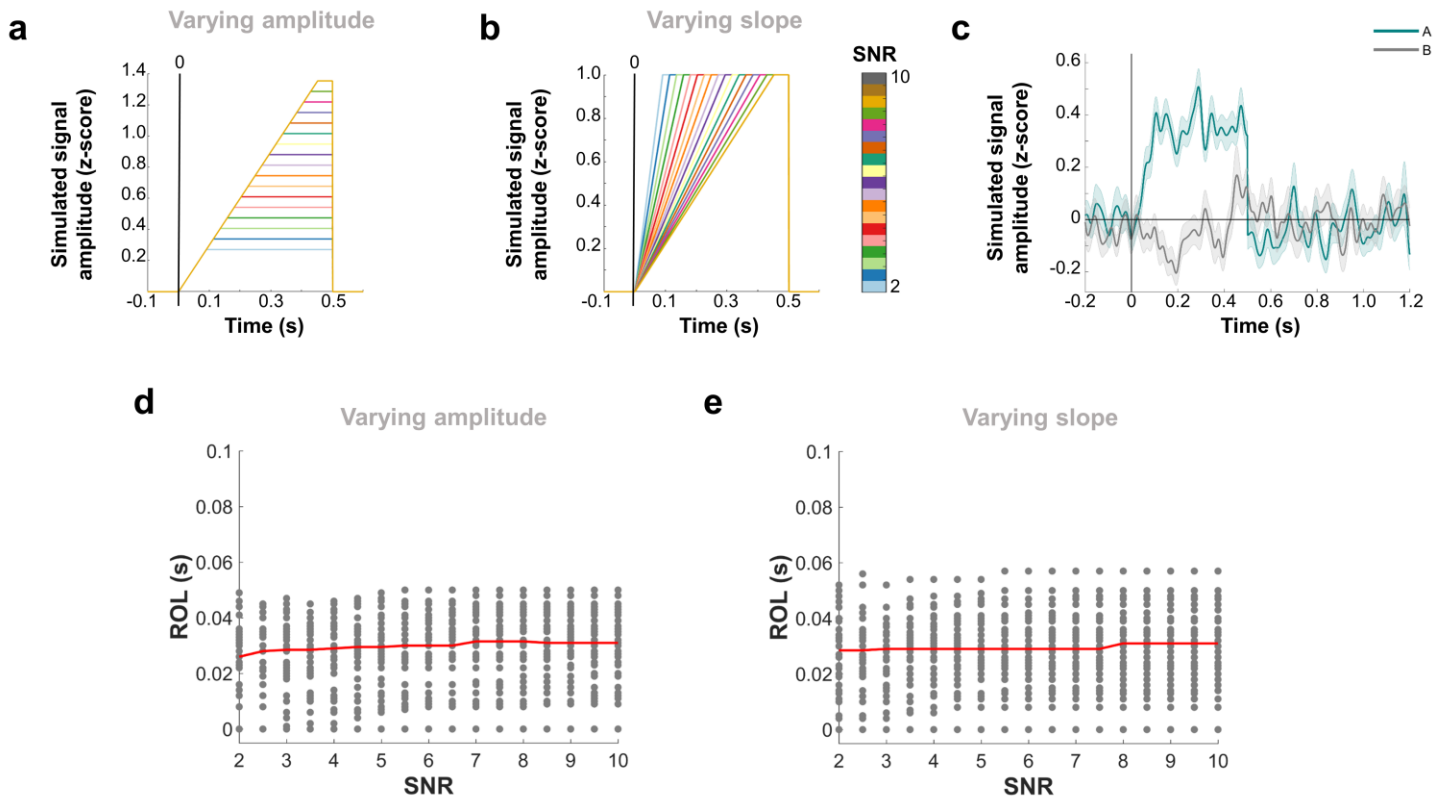 a
Varying amplitude
0
1.4
1.2
1.0
0.8
0.6
0.4
0.2
Simulated signal
amplitude (z-score)
-0.1 0.1 0.3 0.5
Time (s)
b
Varying slope
0
1.0
0.8
0.6
0.4
0.2
Simulated signal
amplitude (z-score)
-0.1 0.1 0.3 0.5
Time (s)
SNR
10
2
c
A
B
0.6
0.4
0.2
0
-0.2
Simulated signal
amplitude (z-score)
-0.2 0 0.2 0.4 0.6 0.8 1.0 1.2
Time (s)
d
Varying amplitude
0.1
0.08
0.06
0.04
0.02
0
ROL (s)
2 3 4 5 6 7 8 9 10
SNR
e
Varying slope
0.1
0.08
0.06
0.04
0.02
0
ROL (s)
2 3 4 5 6 7 8 9 10
SNR